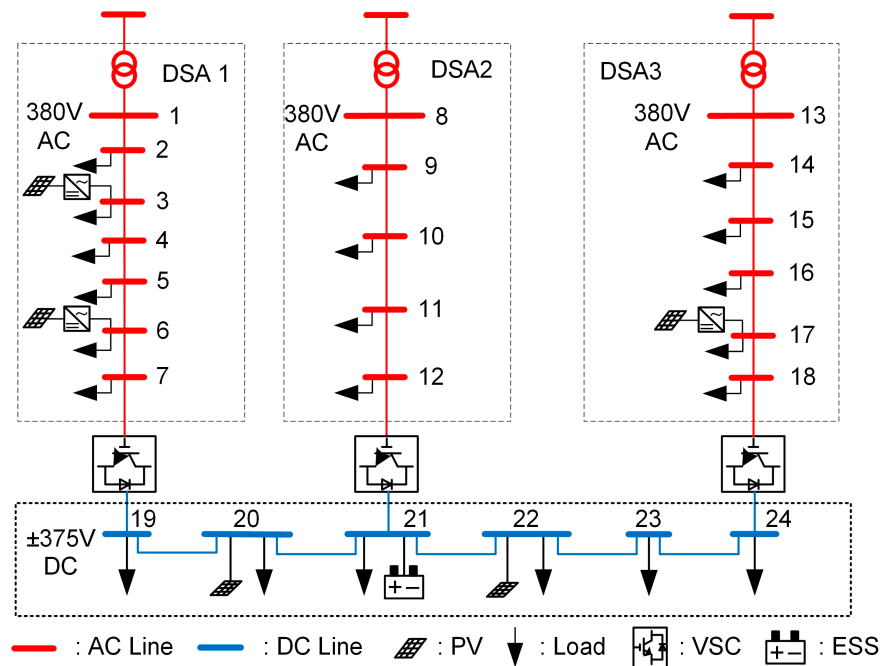 DSA 1
380V
AC
1
2
3
4
5
6
7
DSA2
380V
AC
8
9
10
11
12
DSA3
380V
AC
13
14
15
16
17
18
±375V
DC
19
20
21
22
23
24
+ −
: AC Line
: DC Line
: PV
: Load
: VSC
+ −
: ESS